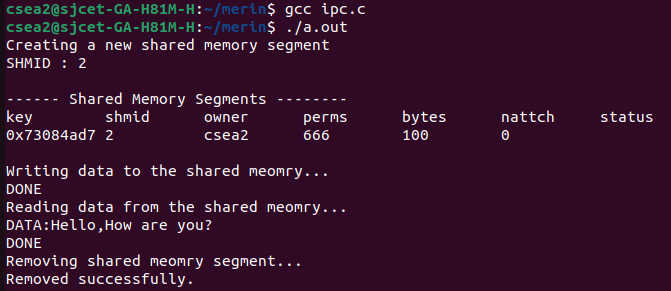 csea2@sjcet-GA-H81M-H:~/merin$ gcc ipc.c
csea2@sjcet-GA-H81M-H:~/merin$ ./a.out
Creating a new shared memory segment
SHMID : 2
------ Shared Memory Segments --------
key shmid owner perms bytes nattch status
0x73084ad7 2 csea2 666 100 0
Writing data to the shared meomry...
DONE
Reading data from the shared meomry...
DATA:Hello,How are you?
DONE
Removing shared meomry segment...
Removed successfully.